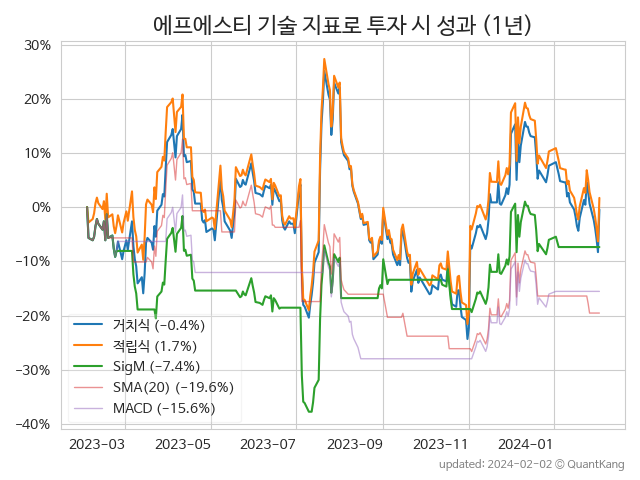 에프에스티 기술 지표로 투자 시 성과 (1년)
30%
20%
10%
0%
−10%
−20%
−30%
−40%
거치식 (−0.4%)
적립식 (1.7%)
SigM (−7.4%)
SMA(20) (−19.6%)
MACD (−15.6%)
2023-03
2023-05
2023-07
2023-09
2023-11
2024-01
updated: 2024-02-02 © QuantKang